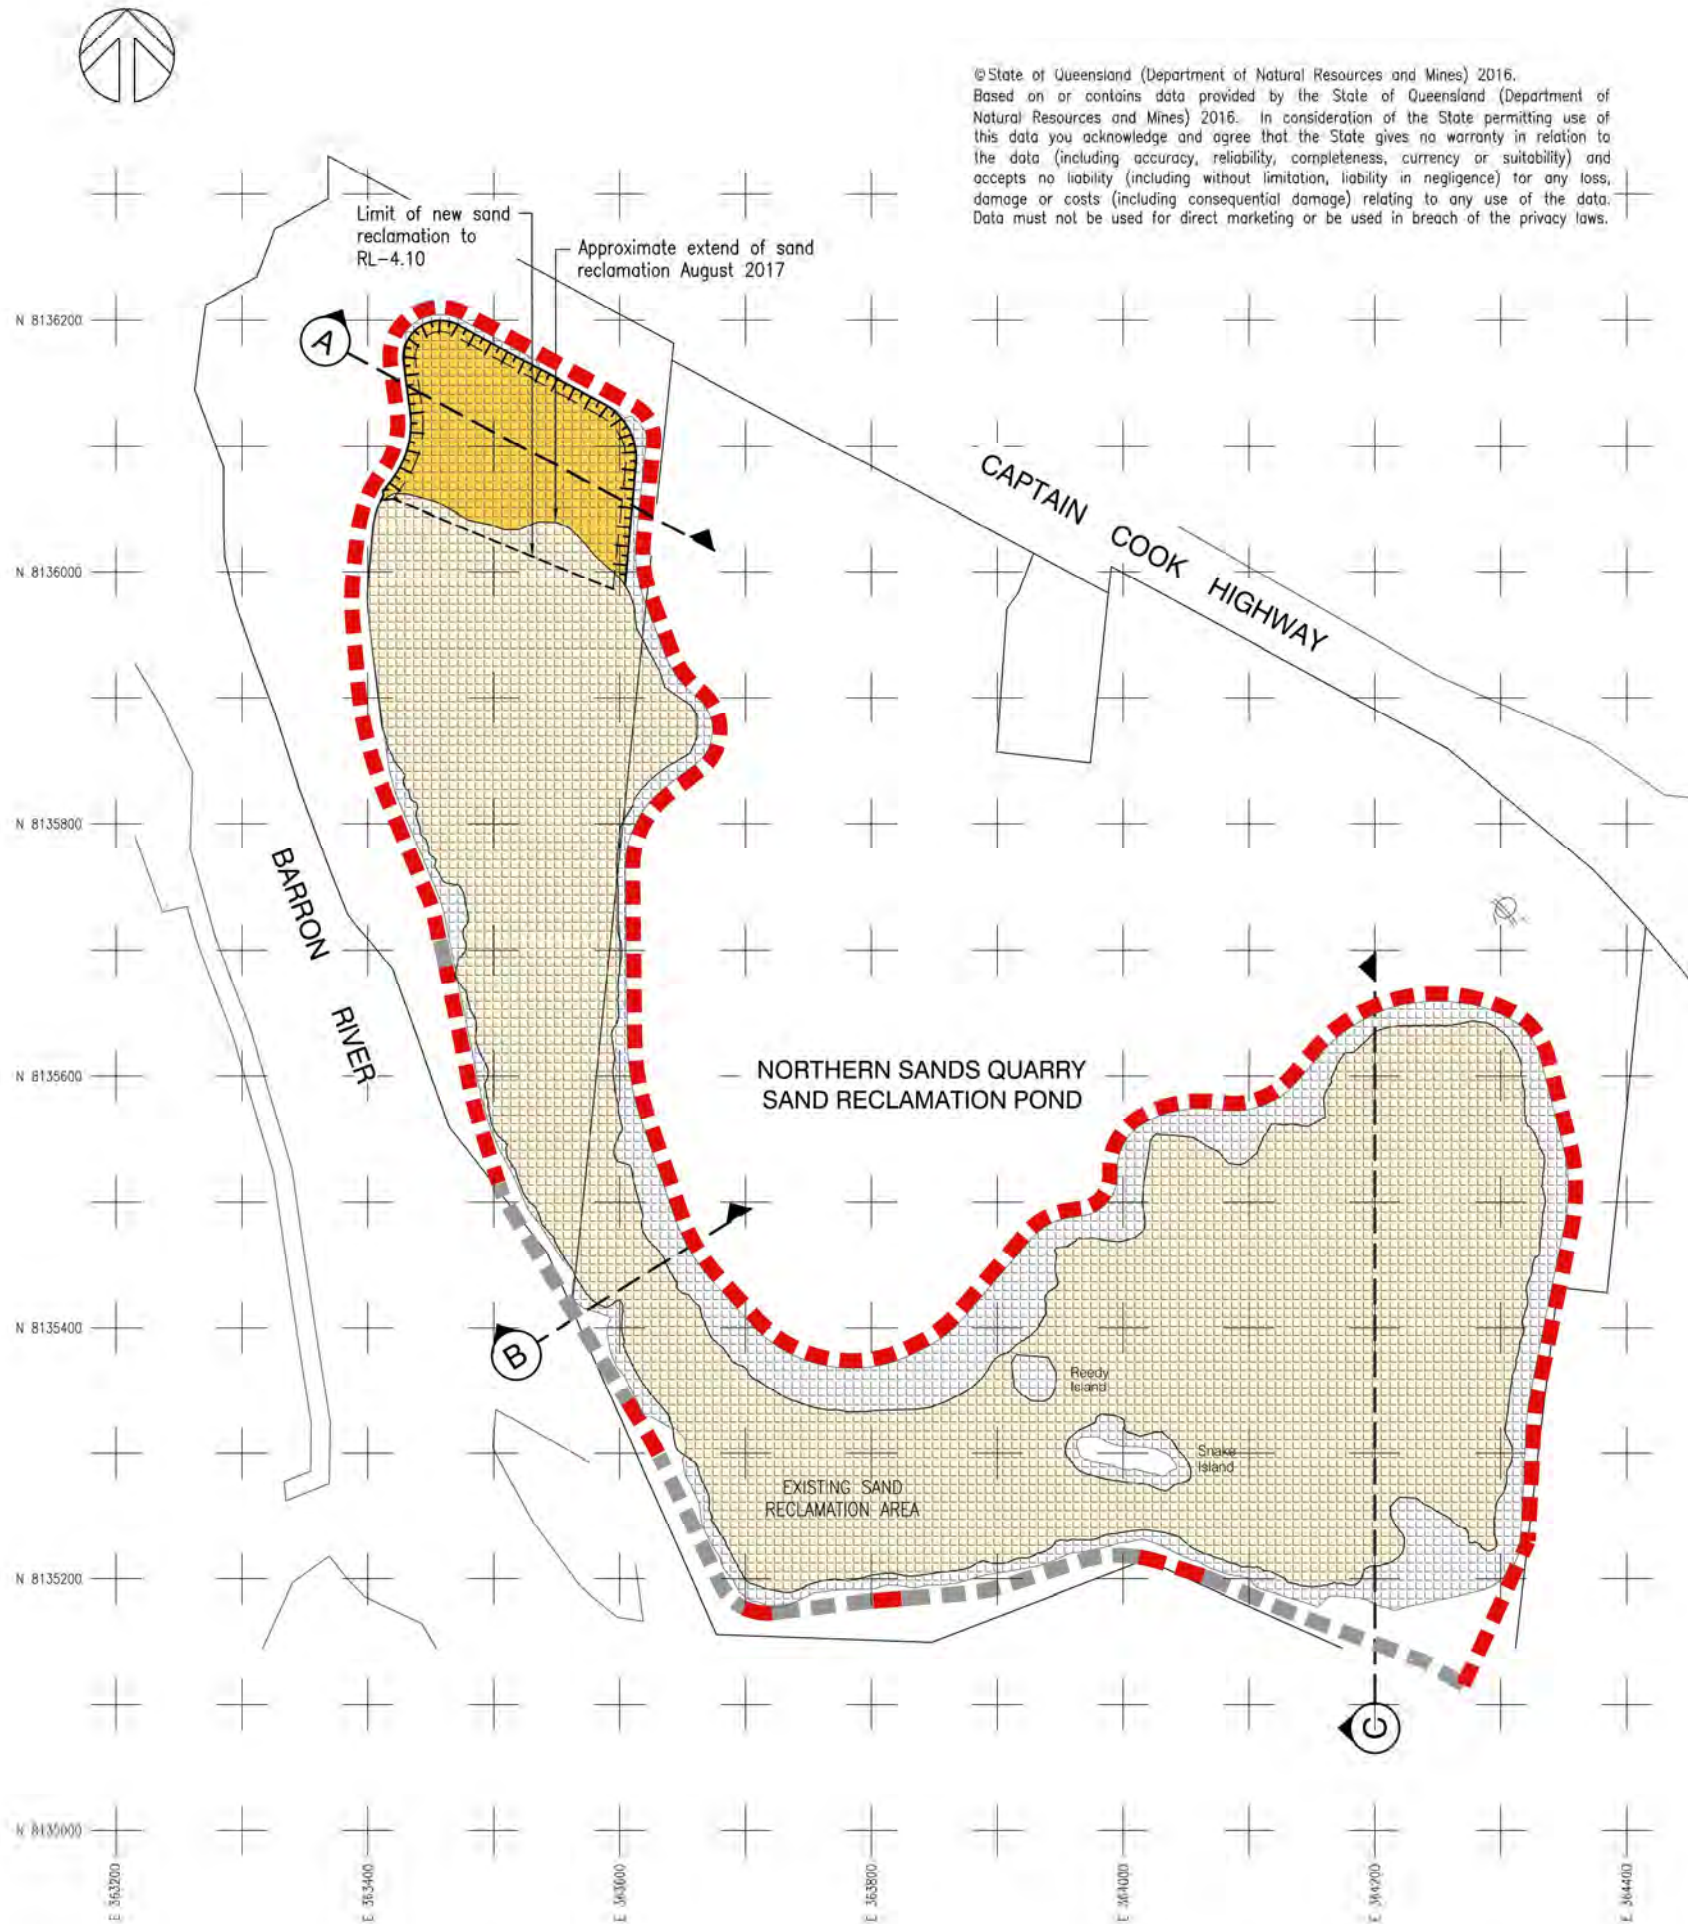 ©State of Queensland (Department of Natural Resources and Mines) 2016.
Based on or contains data provided by the State of Queensland (Department of
Natural Resources and Mines) 2016. In consideration of the State permitting use of
this data you acknowledge and agree that the State gives no warranty in relation to
the data (including accuracy, reliability, completeness, currency or suitability) and
accepts no liability (including without limitation, liability in negligence) for any loss,
damage or costs (including consequential damage) relating to any use of the data.
Data must not be used for direct marketing or be used in breach of the privacy laws.
Limit of new sand
reclamation to
RL-4.10
Approximate extend of sand
reclamation August 2017
N 8136200
A
CAPTAIN COOK HIGHWAY
N 8136000
N 8135800
BARRON RIVER
N 8135600
NORTHERN SANDS QUARRY
SAND RECLAMATION POND
N 8135400
B
Reedy
Island
Snake
Island
EXISTING SAND
RECLAMATION AREA
N 8135200
C
N 8135000
E 363200
E 363400
E 363600
E 363800
E 364000
E 364200
E 364400